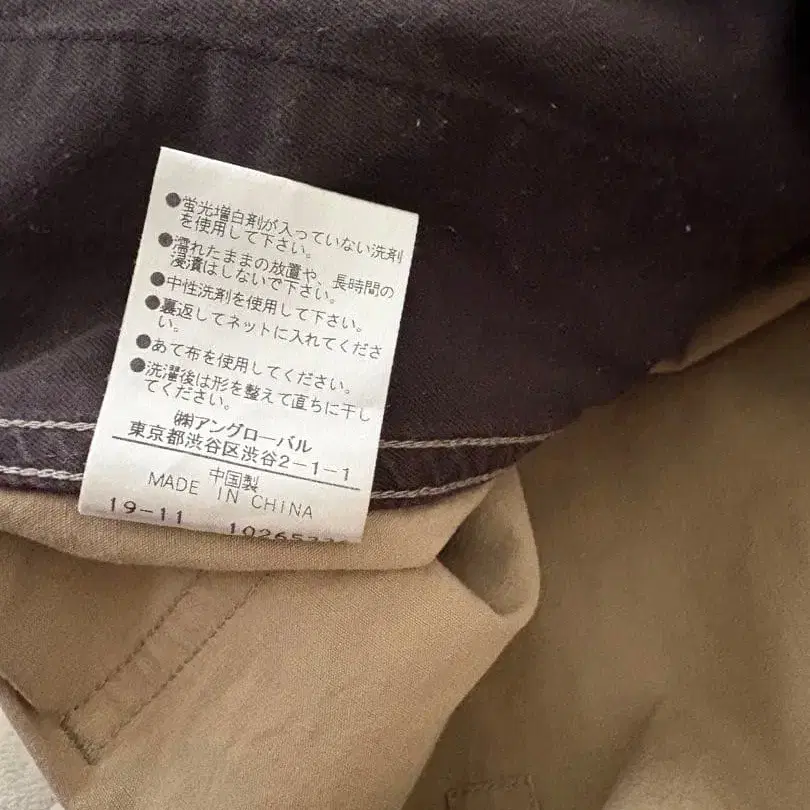 ●蛍光増白剤が入っていない洗剤
を使用して下さい。
●濡れたままの放置や、長時間の
浸漬はしないで下さい。
●中性洗剤を使用して下さい。
●裏返してネットに入れてくださ
い。
●あて布を使用してください。
●洗濯後は形を整えて直ちに干し
てください。
㈱アングローバル
東京都渋谷区渋谷2-1-1
中国製
MADE IN CHINA
19-11